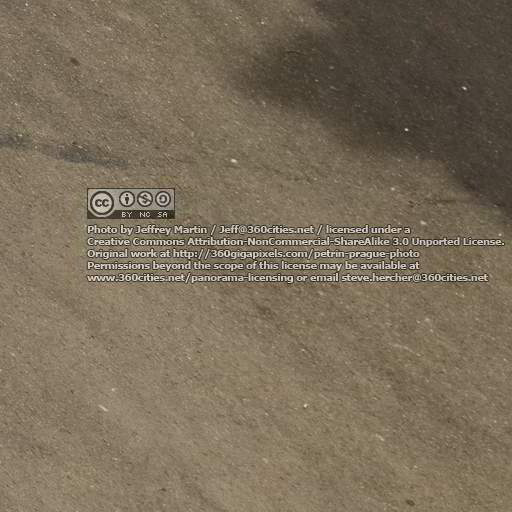 cc
BY NC SA
Photo by Jeffrey Martin / Jeff@360cities.net / licensed under a
Creative Commons Attribution-NonCommercial-ShareAlike 3.0 Unported License.
Original work at http://360gigapixels.com/petrin-prague-photo
Permissions beyond the scope of this license may be available at
www.360cities.net/panorama-licensing or email steve.hercher@360cities.net